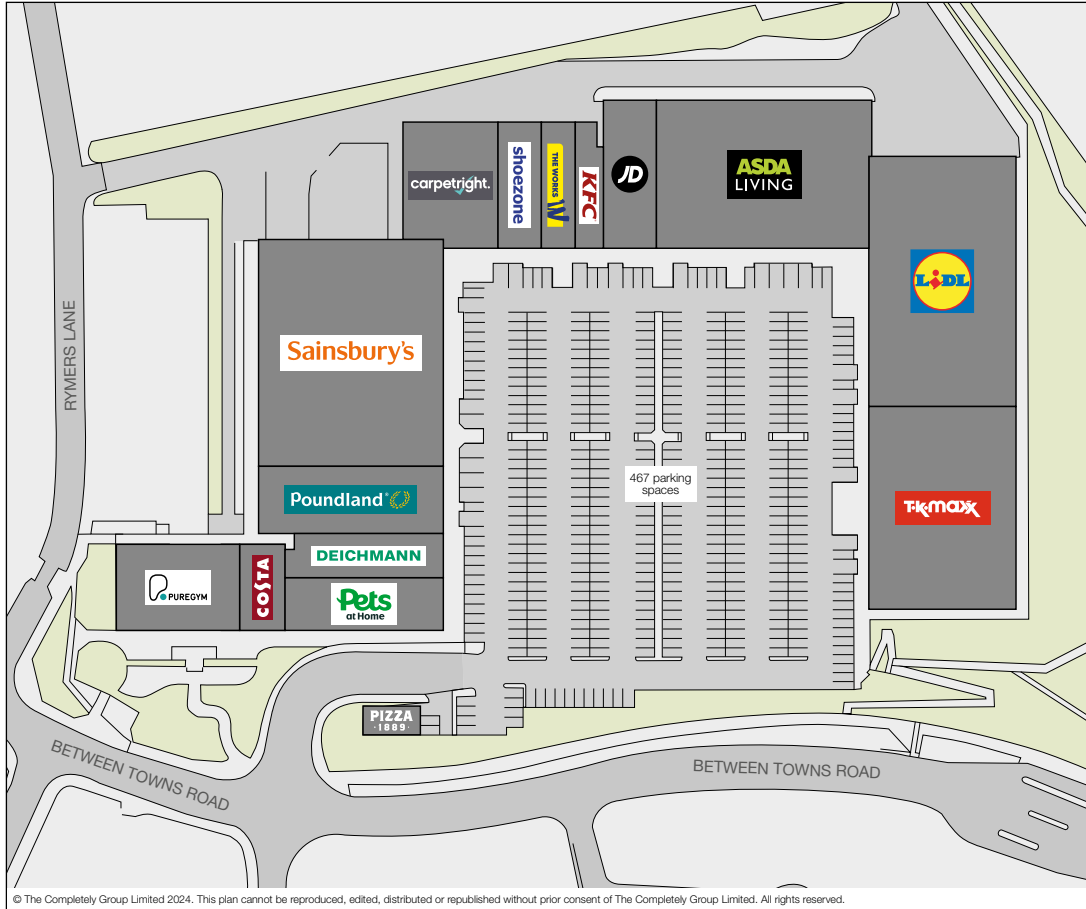 carpetright.
shoezone
THE WORKS
W
KFC
JD
ASDA
LIVING
LIDL
Sainsbury's
RYMERS LANE
467 parking
spaces
Poundland
T·K·maxx
DEICHMANN
PUREGYM
COSTA
Pets
at Home
PIZZA
·1889·
BETWEEN TOWNS ROAD
BETWEEN TOWNS ROAD
© The Completely Group Limited 2024. This plan cannot be reproduced, edited, distributed or republished without prior consent of The Completely Group Limited. All rights reserved.